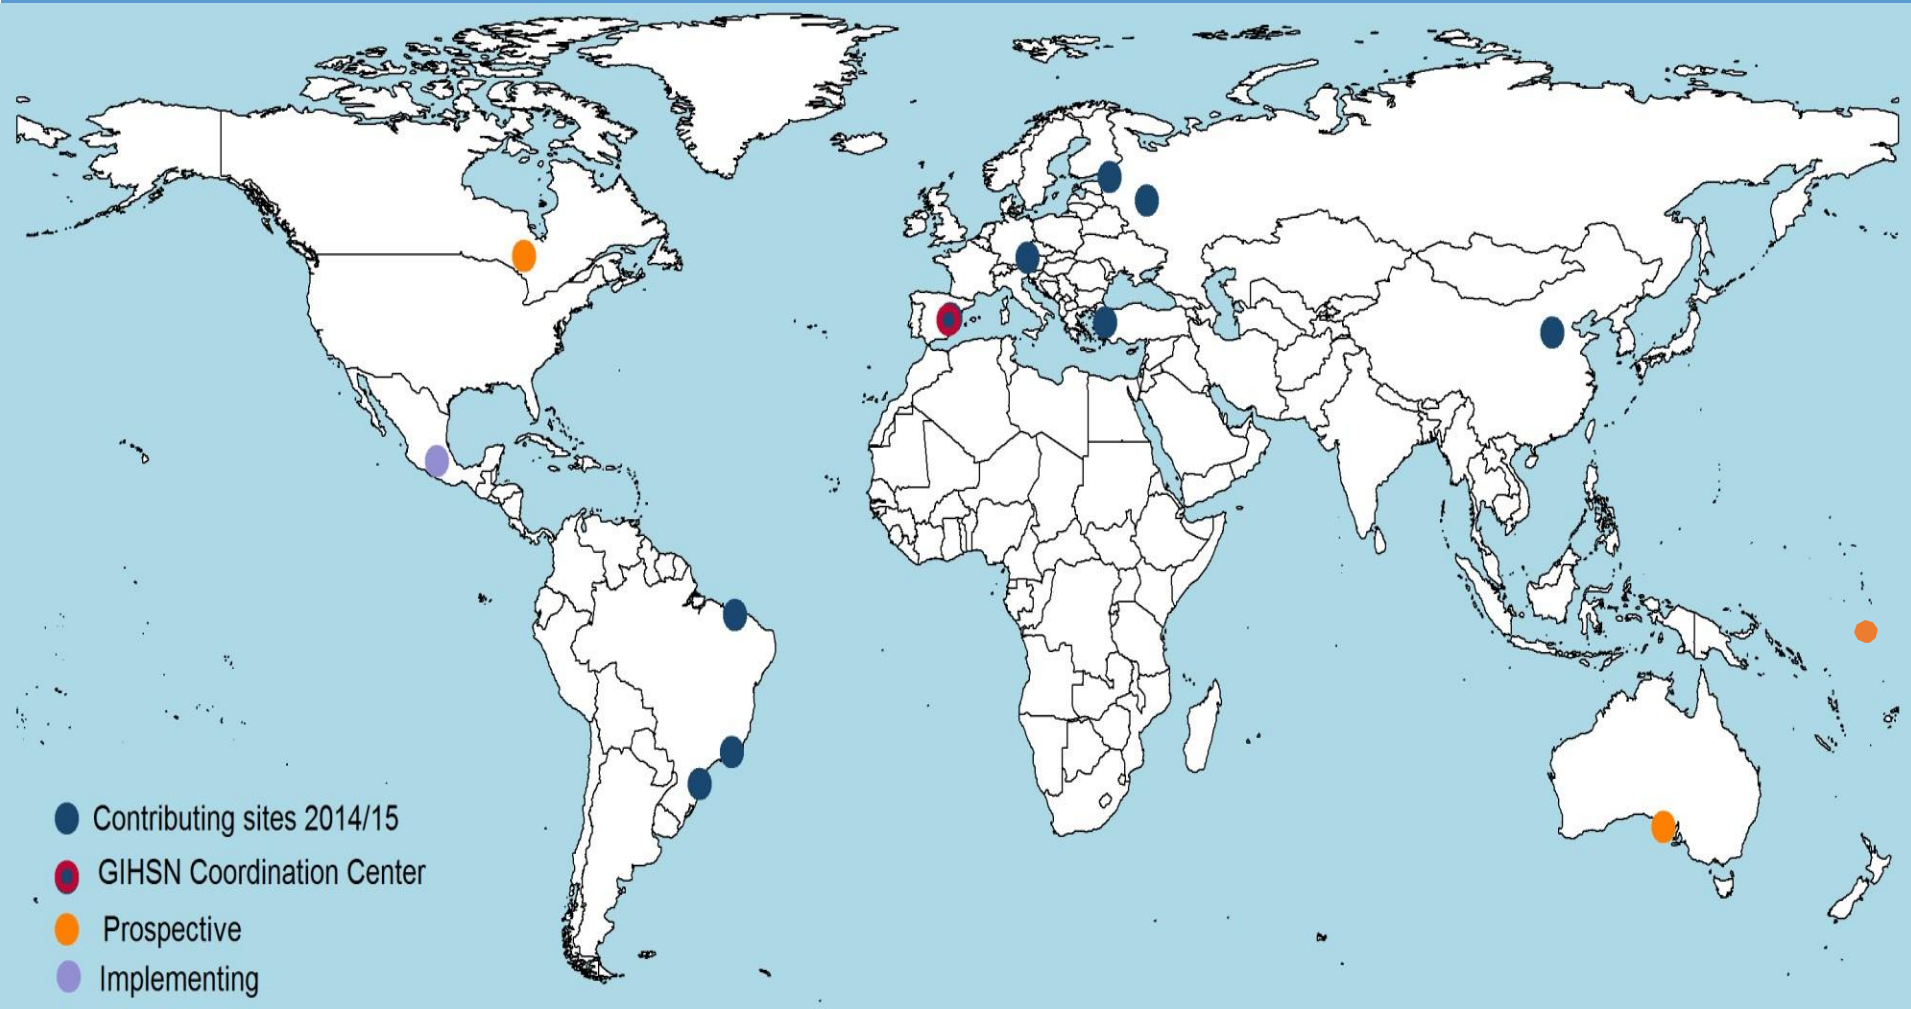 Contributing sites 2014/15
GIHSN Coordination Center
Prospective
Implementing